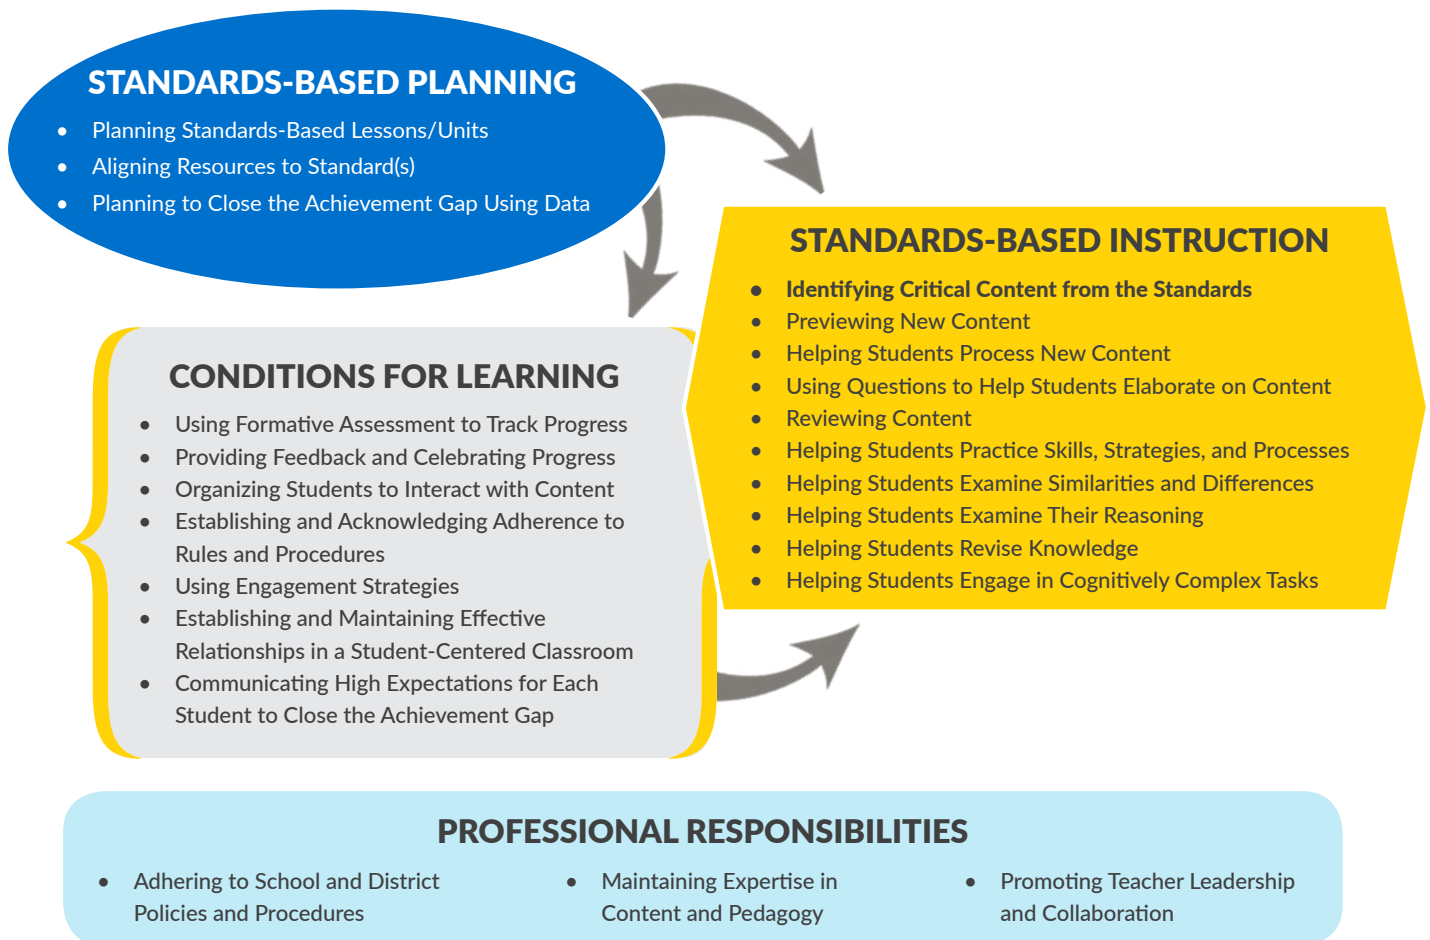 STANDARDS-BASED PLANNING
• Planning Standards-Based Lessons/Units
• Aligning Resources to Standard(s)
• Planning to Close the Achievement Gap Using Data
STANDARDS-BASED INSTRUCTION
• Identifying Critical Content from the Standards
• Previewing New Content
• Helping Students Process New Content
• Using Questions to Help Students Elaborate on Content
• Reviewing Content
• Helping Students Practice Skills, Strategies, and Processes
• Helping Students Examine Similarities and Differences
• Helping Students Examine Their Reasoning
• Helping Students Revise Knowledge
• Helping Students Engage in Cognitively Complex Tasks
CONDITIONS FOR LEARNING
• Using Formative Assessment to Track Progress
• Providing Feedback and Celebrating Progress
• Organizing Students to Interact with Content
• Establishing and Acknowledging Adherence to
Rules and Procedures
• Using Engagement Strategies
• Establishing and Maintaining Effective
Relationships in a Student-Centered Classroom
• Communicating High Expectations for Each
Student to Close the Achievement Gap
PROFESSIONAL RESPONSIBILITIES
• Adhering to School and District
Policies and Procedures
• Maintaining Expertise in
Content and Pedagogy
• Promoting Teacher Leadership
and Collaboration